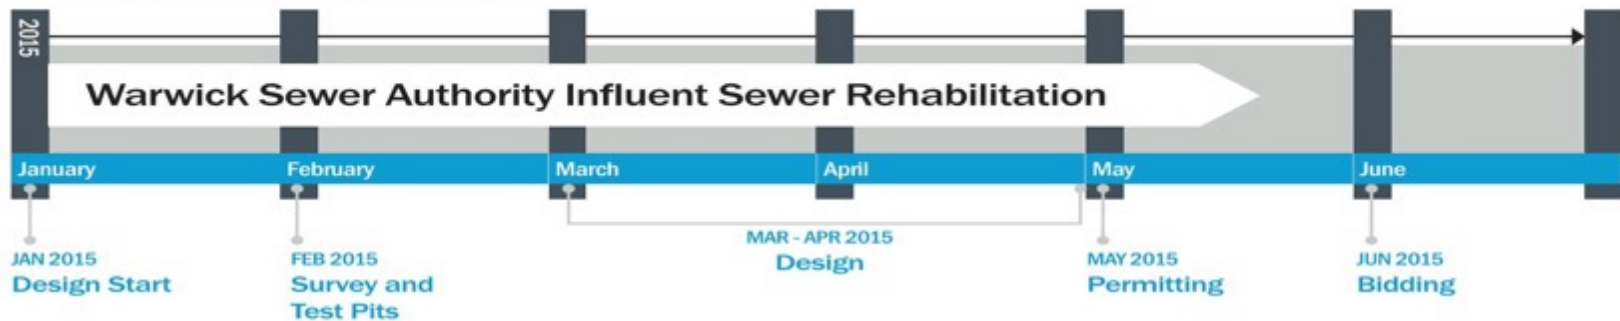 2015
Warwick Sewer Authority Influent Sewer Rehabilitation
January February March April May June
JAN 2015
Design Start
FEB 2015
Survey and
Test Pits
MAR - APR 2015
Design
MAY 2015
Permitting
JUN 2015
Bidding